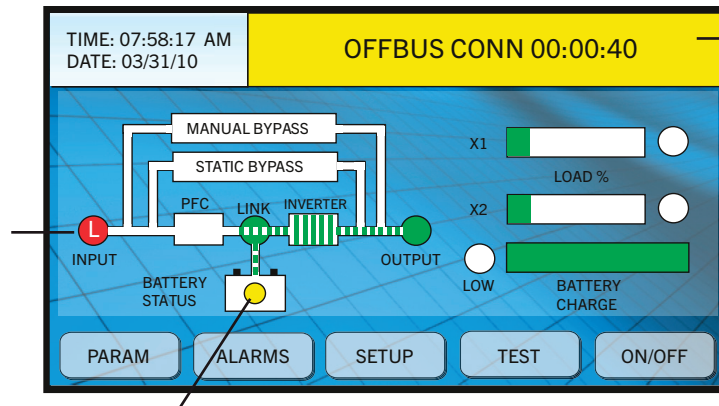 TIME: 07:58:17 AM
DATE: 03/31/10
OFFBUS CONN 00:00:40
MANUAL BYPASS
STATIC BYPASS
PFC
LINK
INVERTER
L
INPUT
OUTPUT
BATTERY
STATUS
X1
LOAD %
X2
LOW
BATTERY
CHARGE
PARAM
ALARMS
SETUP
TEST
ON/OFF